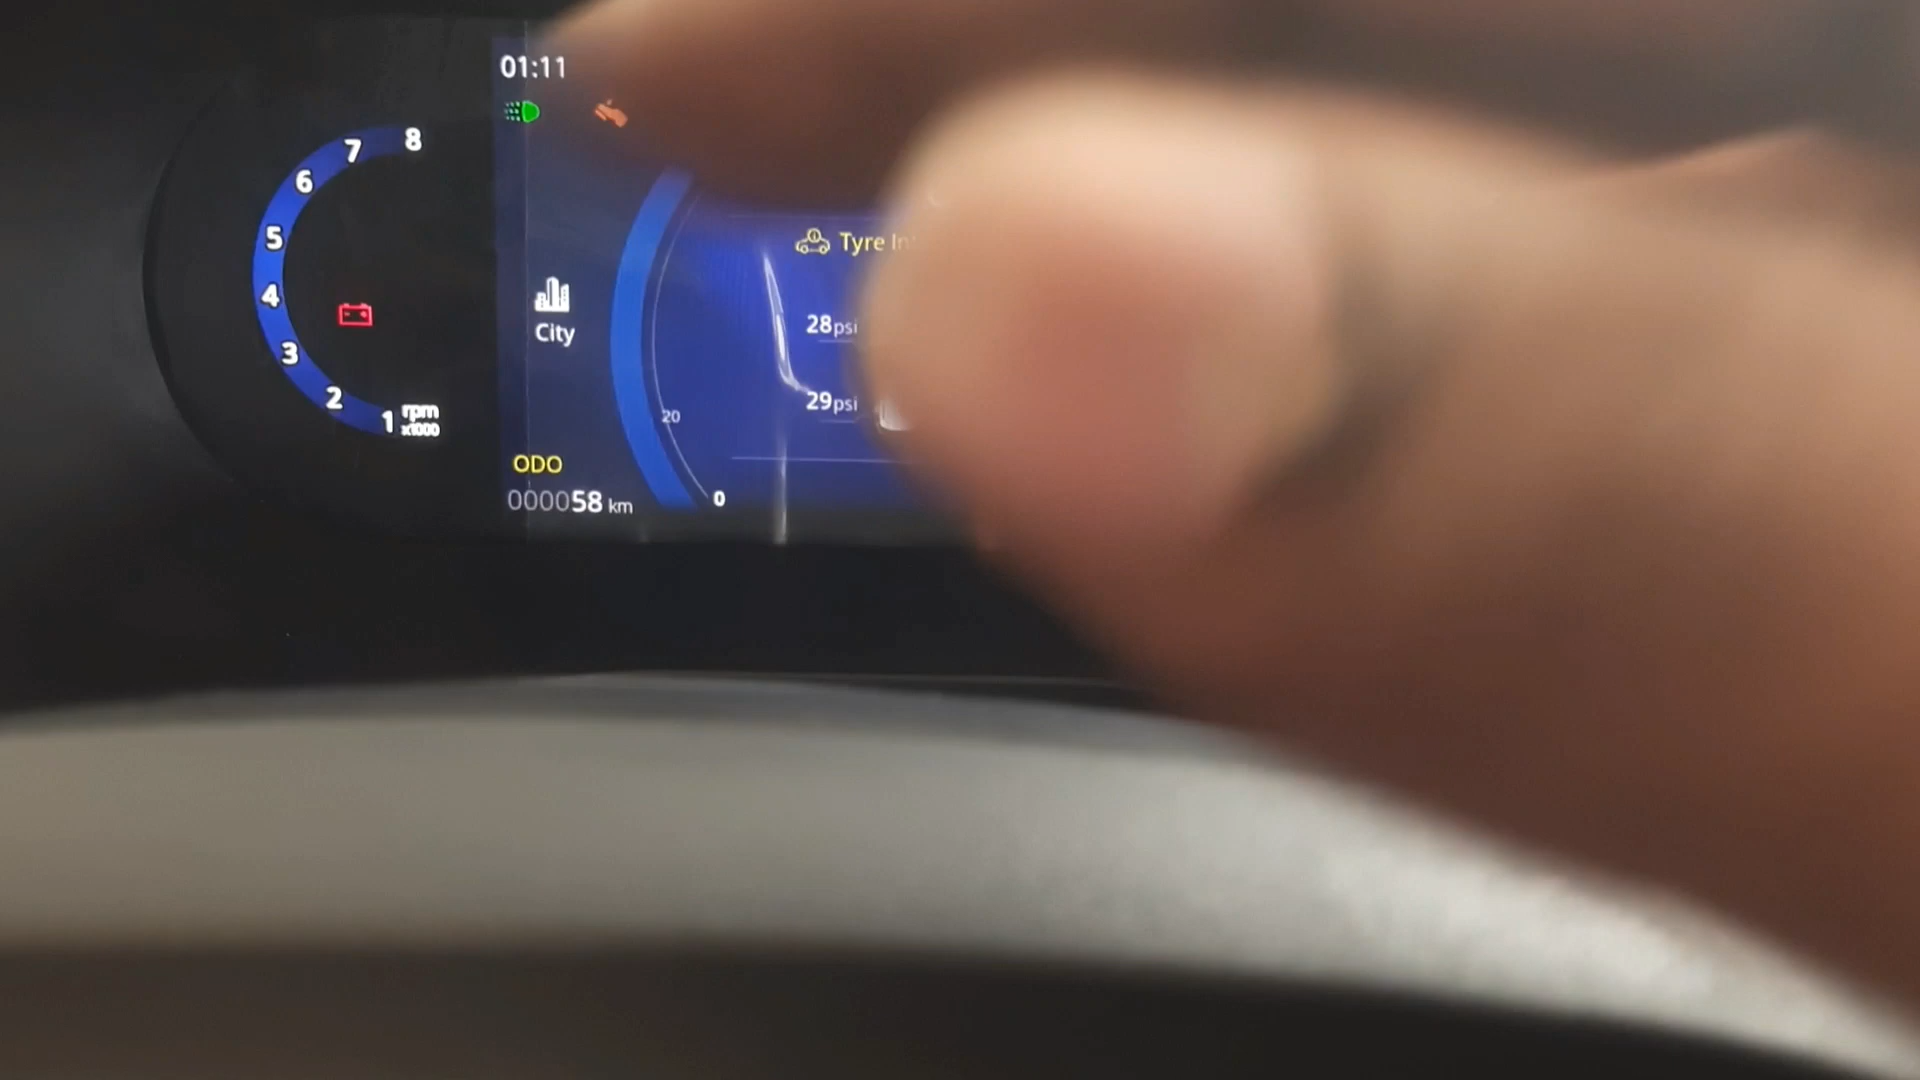 01:11
8
7
6
5
4
3
2
1 rpm
x1000
City
Tyre
28psi
29psi
20
0
ODO
000058 km